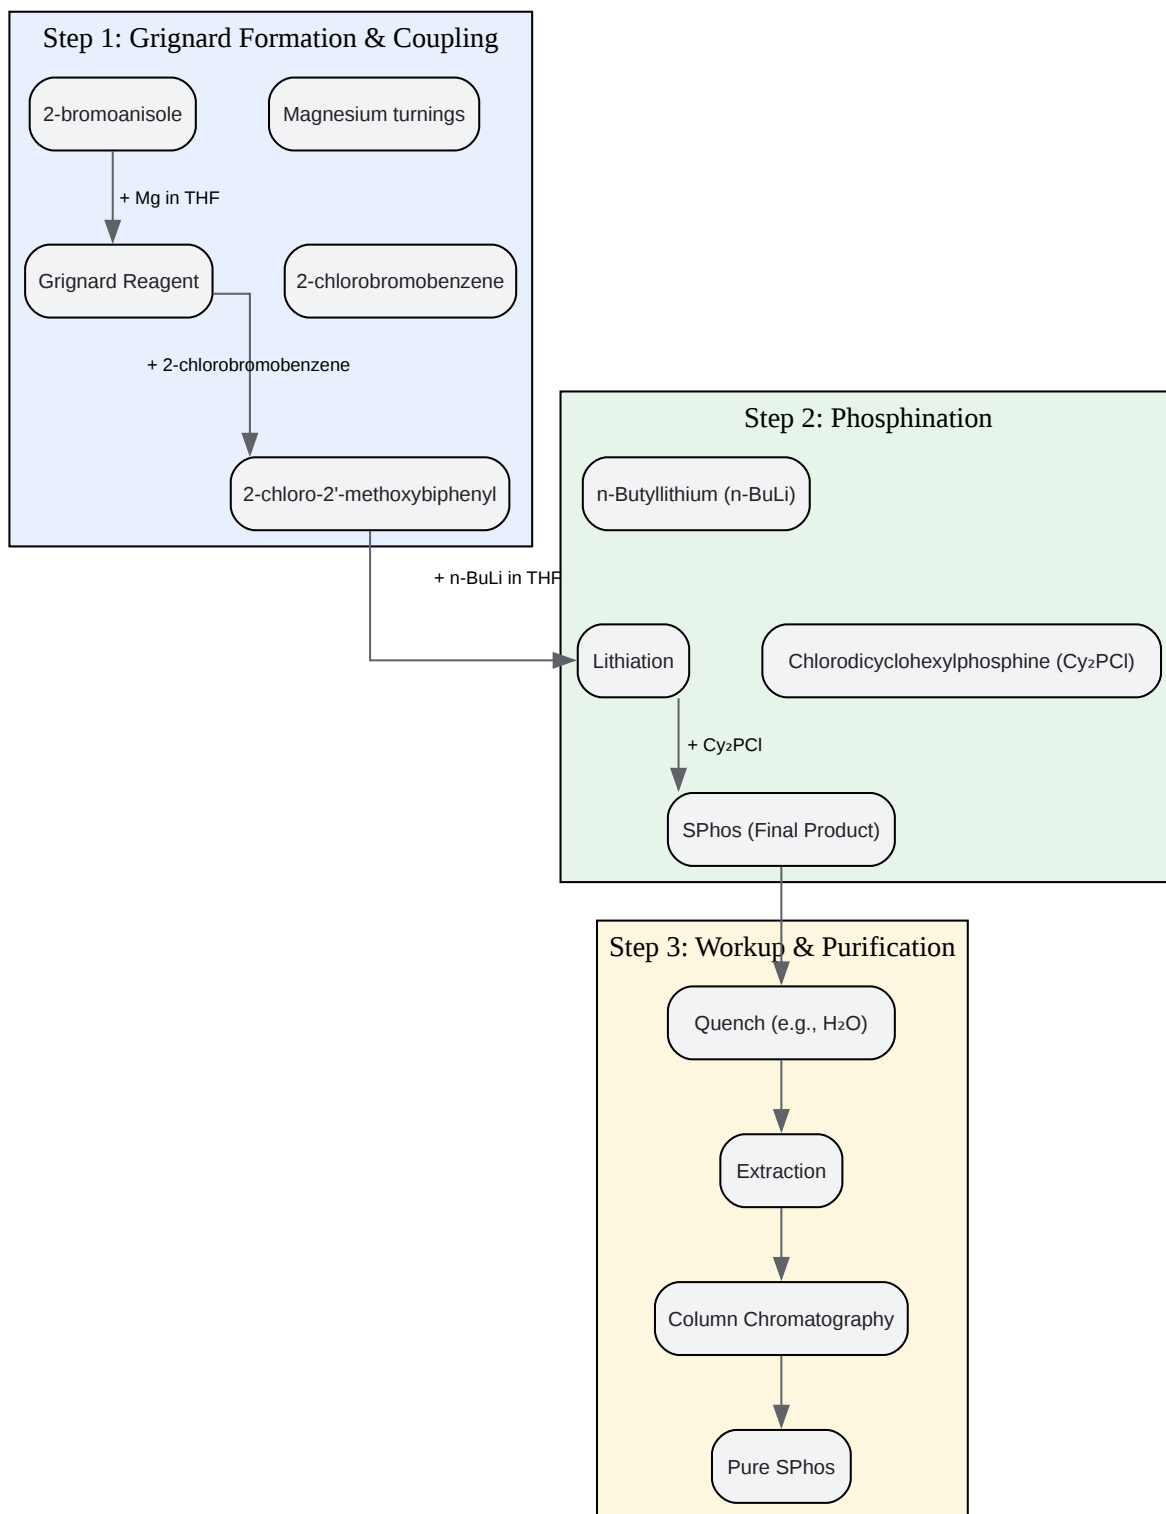 Step 1: Grignard Formation & Coupling
2-bromoanisole
Magnesium turnings
+ Mg in THF
Grignard Reagent
2-chlorobromobenzene
+ 2-chlorobromobenzene
2-chloro-2'-methoxybiphenyl
Step 2: Phosphination
n-Butyllithium (n-BuLi)
+ n-BuLi in THF
Lithiation
Chlorodicyclohexylphosphine (Cy₂PCl)
+ Cy₂PCl
SPhos (Final Product)
Step 3: Workup & Purification
Quench (e.g., H₂O)
Extraction
Column Chromatography
Pure SPhos